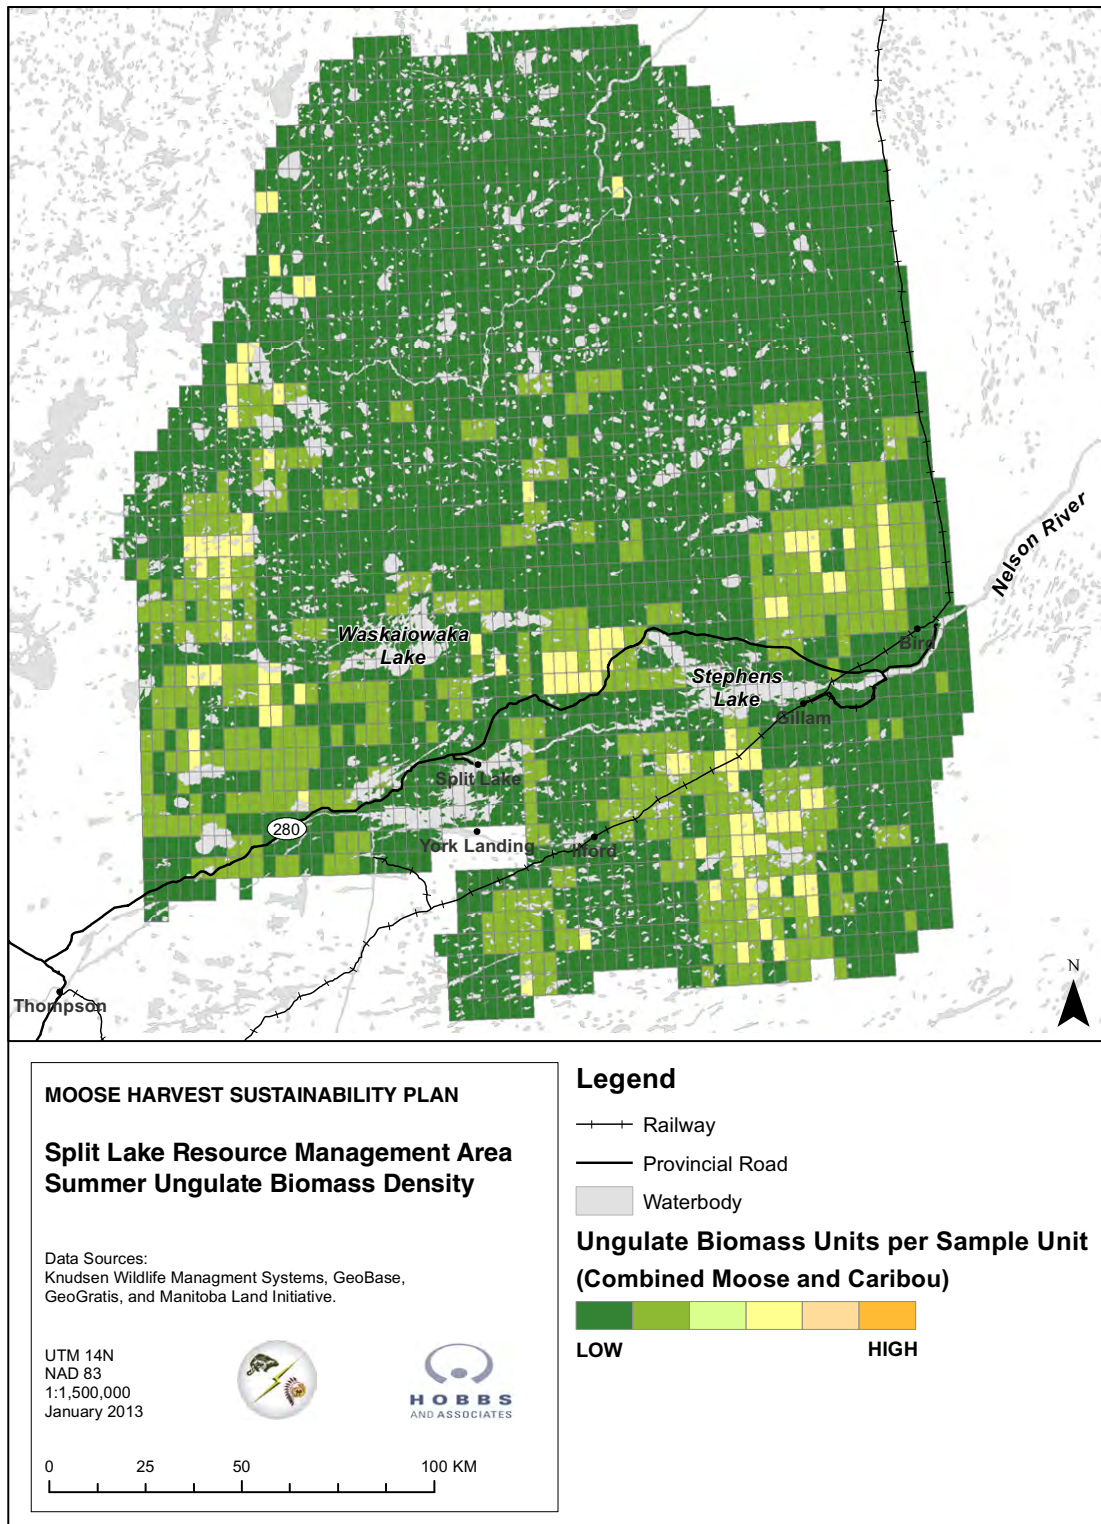 Nelson River
Waskaiowaka
Lake
Bird
Stephens
Lake
Gillam
Split Lake
280
York Landing
Ilford
Thompson
N
MOOSE HARVEST SUSTAINABILITY PLAN
Split Lake Resource Management Area
Summer Ungulate Biomass Density
Data Sources:
Knudsen Wildlife Managment Systems, GeoBase,
GeoGratis, and Manitoba Land Initiative.
UTM 14N
NAD 83
1:1,500,000
January 2013
HOBBS
AND ASSOCIATES
0 25 50 100 KM
Legend
Railway
Provincial Road
Waterbody
Ungulate Biomass Units per Sample Unit
(Combined Moose and Caribou)
LOW HIGH